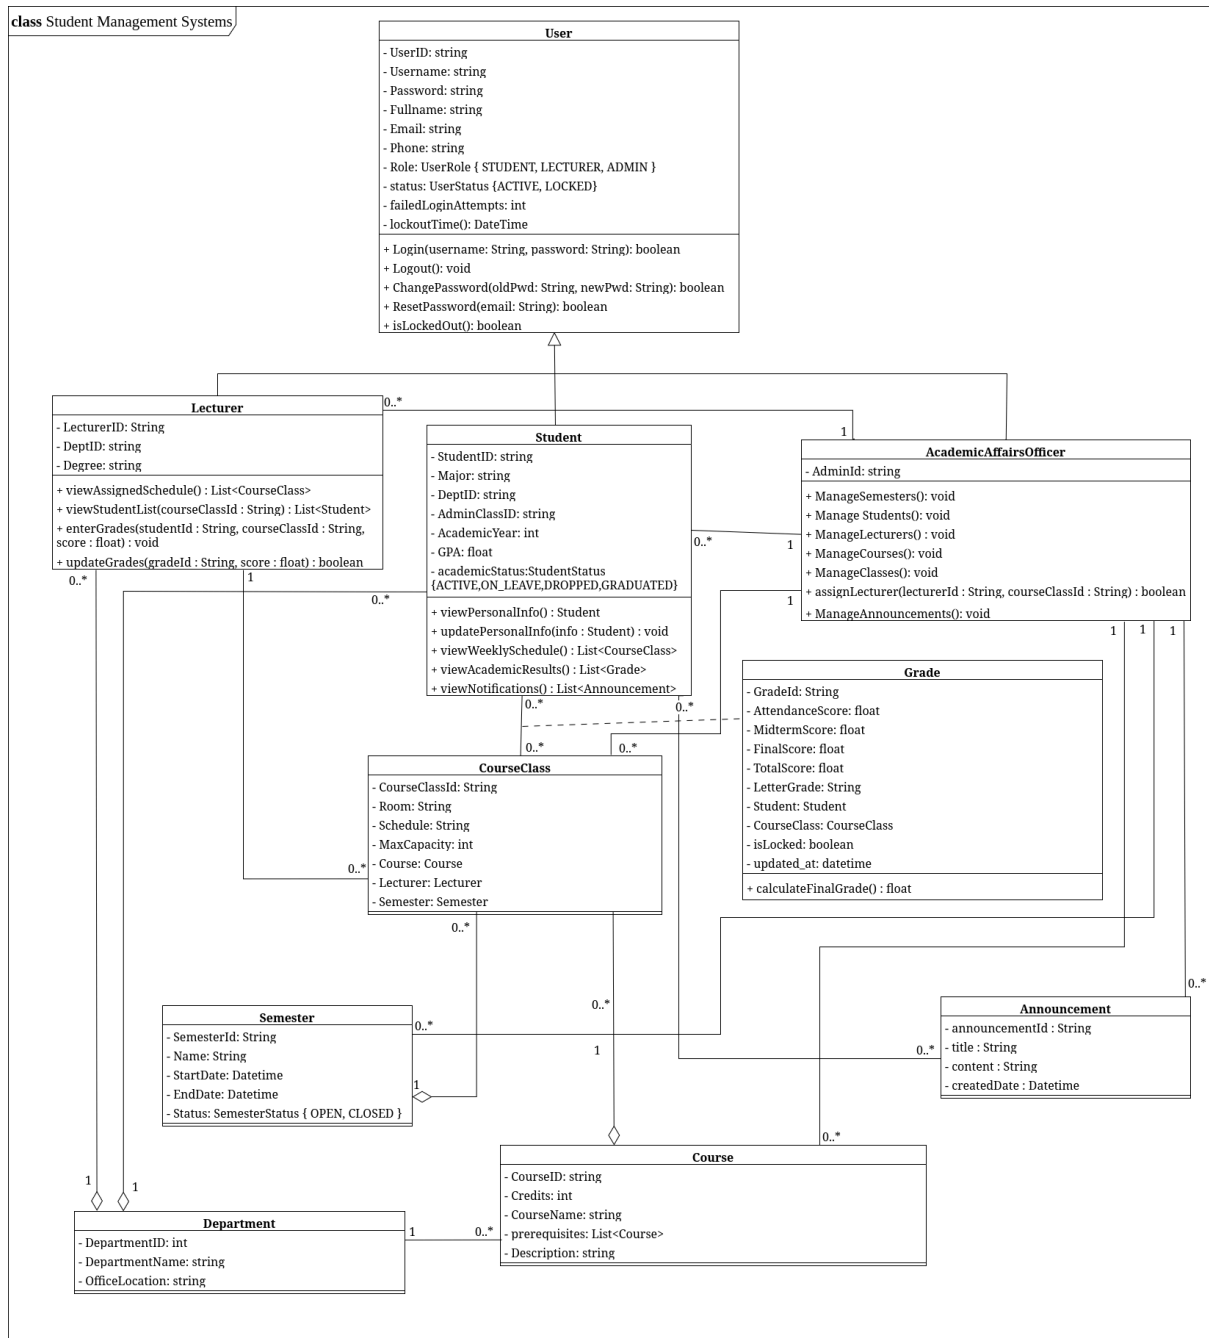 class Student Management Systems
User
- UserID: string
- Username: string
- Password: string
- Fullname: string
- Email: string
- Phone: string
- Role: UserRole { STUDENT, LECTURER, ADMIN }
- status: UserStatus {ACTIVE, LOCKED}
- failedLoginAttempts: int
- lockoutTime(): DateTime
+ Login(username: String, password: String): boolean
+ Logout(): void
+ ChangePassword(oldPwd: String, newPwd: String): boolean
+ ResetPassword(email: String): boolean
+ isLockedOut(): boolean
Lecturer
- LecturerID: String
- DeptID: string
- Degree: string
+ viewAssignedSchedule() : List<CourseClass>
+ viewStudentList(courseClassId : String) : List<Student>
+ enterGrades(studentId : String, courseClassId : String,
score : float) : void
+ updateGrades(gradeId : String, score : float) : boolean
0..*
1
Student
- StudentID: string
- Major: string
- DeptID: string
- AdminClassID: string
- AcademicYear: int
- GPA: float
- academicStatus:StudentStatus
{ACTIVE,ON_LEAVE,DROPPED,GRADUATED}
+ viewPersonalInfo() : Student
+ updatePersonalInfo(info : Student) : void
+ viewWeeklySchedule() : List<CourseClass>
+ viewAcademicResults() : List<Grade>
+ viewNotifications() : List<Announcement>
AcademicAffairsOfficer
- AdminId: string
+ ManageSemesters(): void
+ Manage Students(): void
+ ManageLecturers() : void
+ ManageCourses(): void
+ ManageClasses(): void
+ assignLecturer(lecturerId : String, courseClassId : String) : boolean
+ ManageAnnouncements(): void
0..*
1
1
0..*
1
0..*
1
1
1
0..*
0..*
0..*
0..*
Grade
- GradeId: String
- AttendanceScore: float
- MidtermScore: float
- FinalScore: float
- TotalScore: float
- LetterGrade: String
- Student: Student
- CourseClass: CourseClass
- isLocked: boolean
- updated_at: datetime
+ calculateFinalGrade() : float
CourseClass
- CourseClassId: String
- Room: String
- Schedule: String
- MaxCapacity: int
- Course: Course
- Lecturer: Lecturer
- Semester: Semester
0..*
0..*
0..*
1
0..*
Semester
- SemesterId: String
- Name: String
- StartDate: Datetime
- EndDate: Datetime
- Status: SemesterStatus { OPEN, CLOSED }
0..*
1
0..*
0..*
Announcement
- announcementId : String
- title : String
- content : String
- createdDate : Datetime
0..*
Course
- CourseID: string
- Credits: int
- CourseName: string
- prerequisites: List<Course>
- Description: string
1
1
Department
- DepartmentID: int
- DepartmentName: string
- OfficeLocation: string
1
0..*